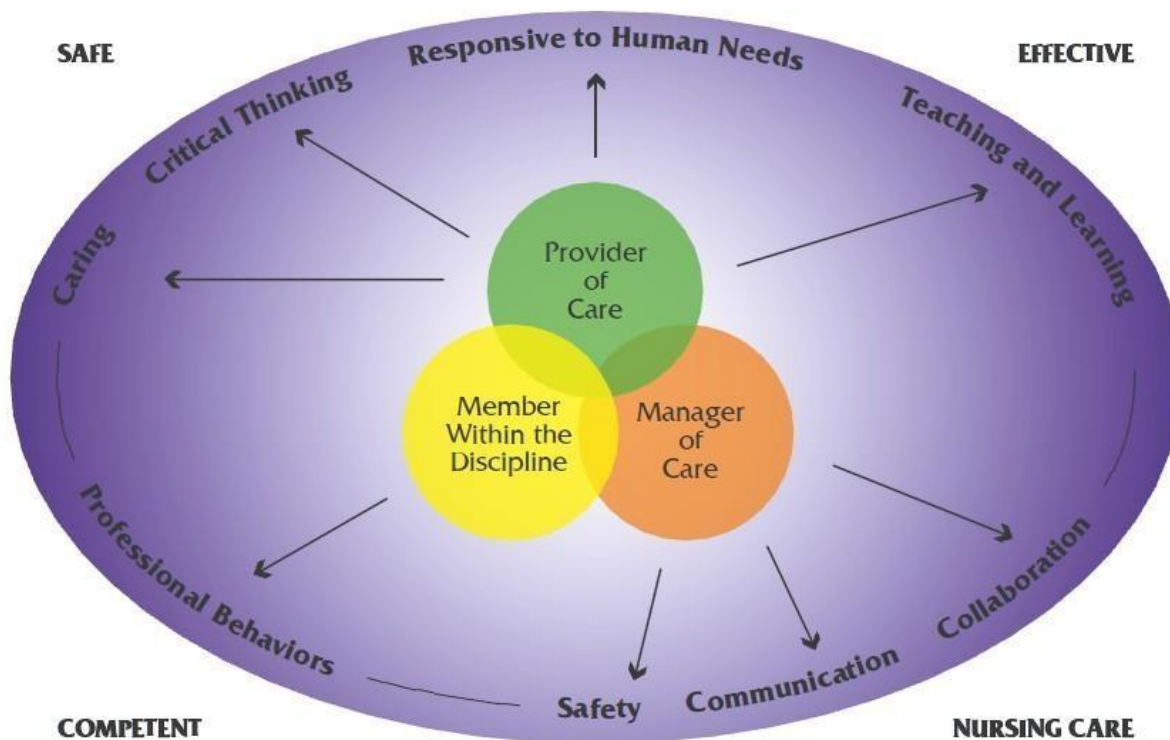 SAFE
EFFECTIVE
Responsive to Human Needs
Critical Thinking
Teaching and Learning
Caring
Provider
of
Care
Member
Within the
Discipline
Manager
of
Care
Professional Behaviors
Safety
Communication
Collaboration
COMPETENT
NURSING CARE